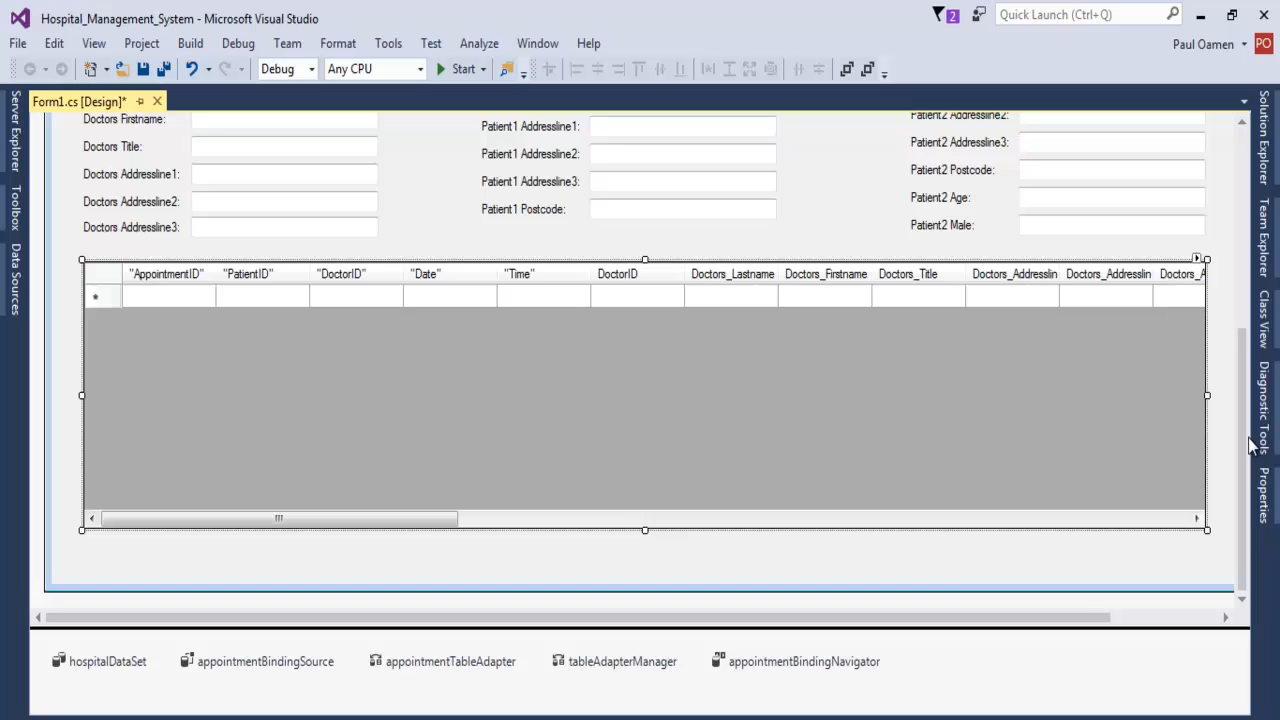 Hospital_Management_System - Microsoft Visual Studio
2
Quick Launch (Ctrl+Q)
File Edit View Project Build Debug Team Format Tools Test Analyze Window Help
Paul Oamen
PO
Debug
Any CPU
Start
Form1.cs [Design]*
Server Explorer
Toolbox
Data Sources
Doctors Firstname:
Doctors Title:
Doctors Addressline1:
Doctors Addressline2:
Doctors Addressline3:
Patient1 Addressline1:
Patient1 Addressline2:
Patient1 Addressline3:
Patient1 Postcode:
Patient2 Addressline2:
Patient2 Addressline3:
Patient2 Postcode:
Patient2 Age:
Patient2 Male:
"AppointmentID" "PatientID" "DoctorID" "Date" "Time" DoctorID Doctors_Lastname Doctors_Firstname Doctors_Title Doctors_Addresslin Doctors_Addresslin Doctors_A
Solution Explorer
Team Explorer
Class View
Diagnostic Tools
Properties
hospitalDataSet appointmentBindingSource appointmentTableAdapter tableAdapterManager appointmentBindingNavigator